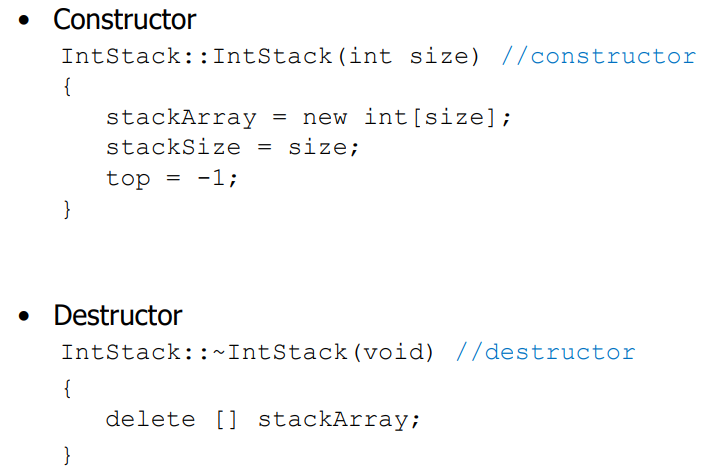 • Constructor
IntStack::IntStack(int size) //constructor
{
stackArray = new int[size];
stackSize = size;
top = -1;
}
• Destructor
IntStack::~IntStack(void) //destructor
{
delete [] stackArray;
}